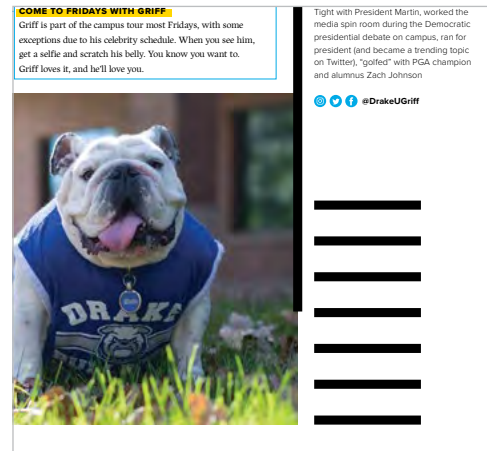 COME TO FRIDAYS WITH GRIFF
Griff is part of the campus tour most Fridays, with some
exceptions due to his celebrity schedule. When you see him,
get a selfie and scratch his belly. You know you want to.
Griff loves it, and he'll love you.
Tight with President Martin, worked the
media spin room during the Democratic
presidential debate on campus, ran for
president (and became a trending topic
on Twitter), "golfed" with PGA champion
and alumnus Zach Johnson
@DrakeUGriff
DRAKE